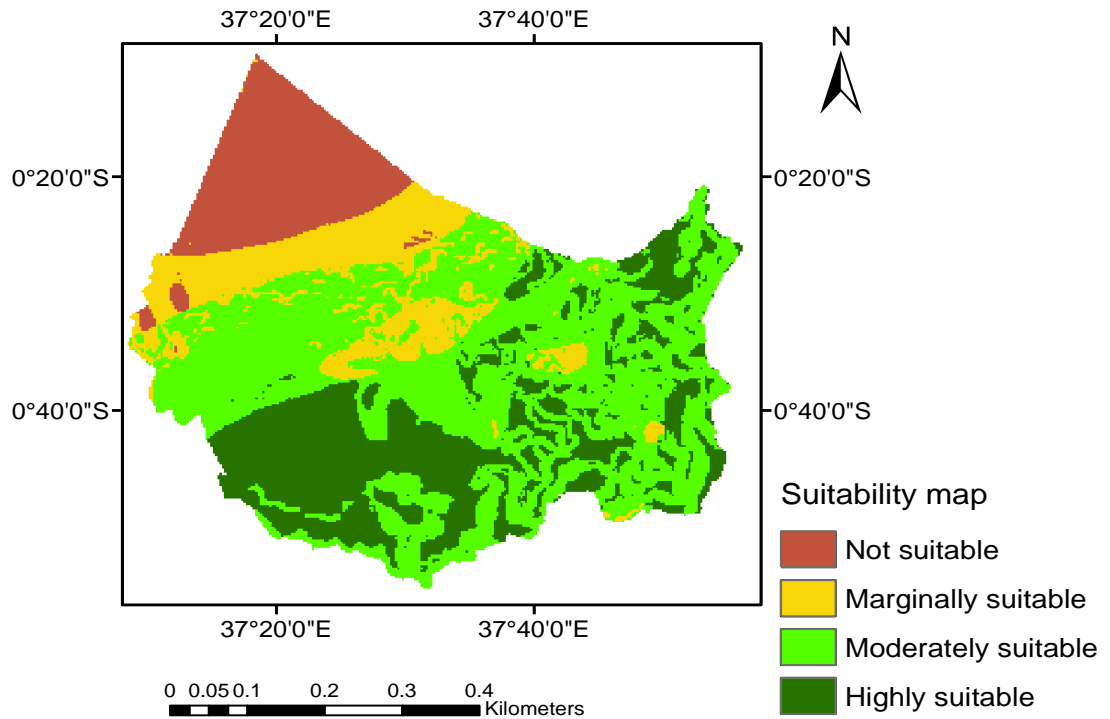 37°20'0"E 37°40'0"E
N
0°20'0"S 0°20'0"S
0°40'0"S 0°40'0"S
Suitability map
Not suitable
Marginally suitable
Moderately suitable
Highly suitable
37°20'0"E 37°40'0"E
0 0.05 0.1 0.2 0.3 0.4
Kilometers